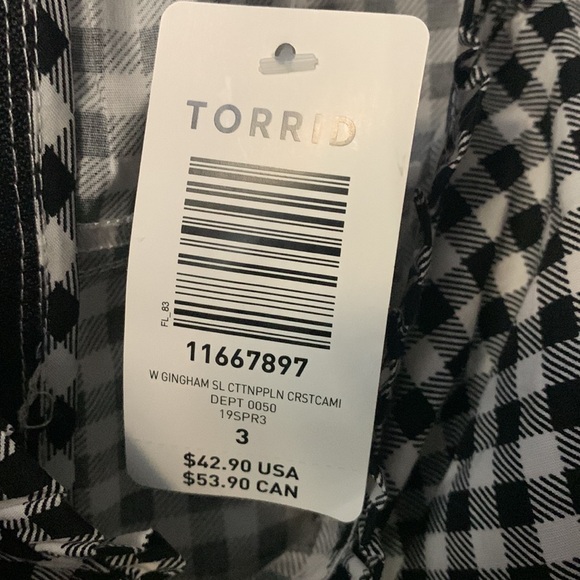 TORRID
FL_83
11667897
W GINGHAM SL CTTNPPLN CRSTCAMI
DEPT 0050
19SPR3
3
$42.90 USA
$53.90 CAN